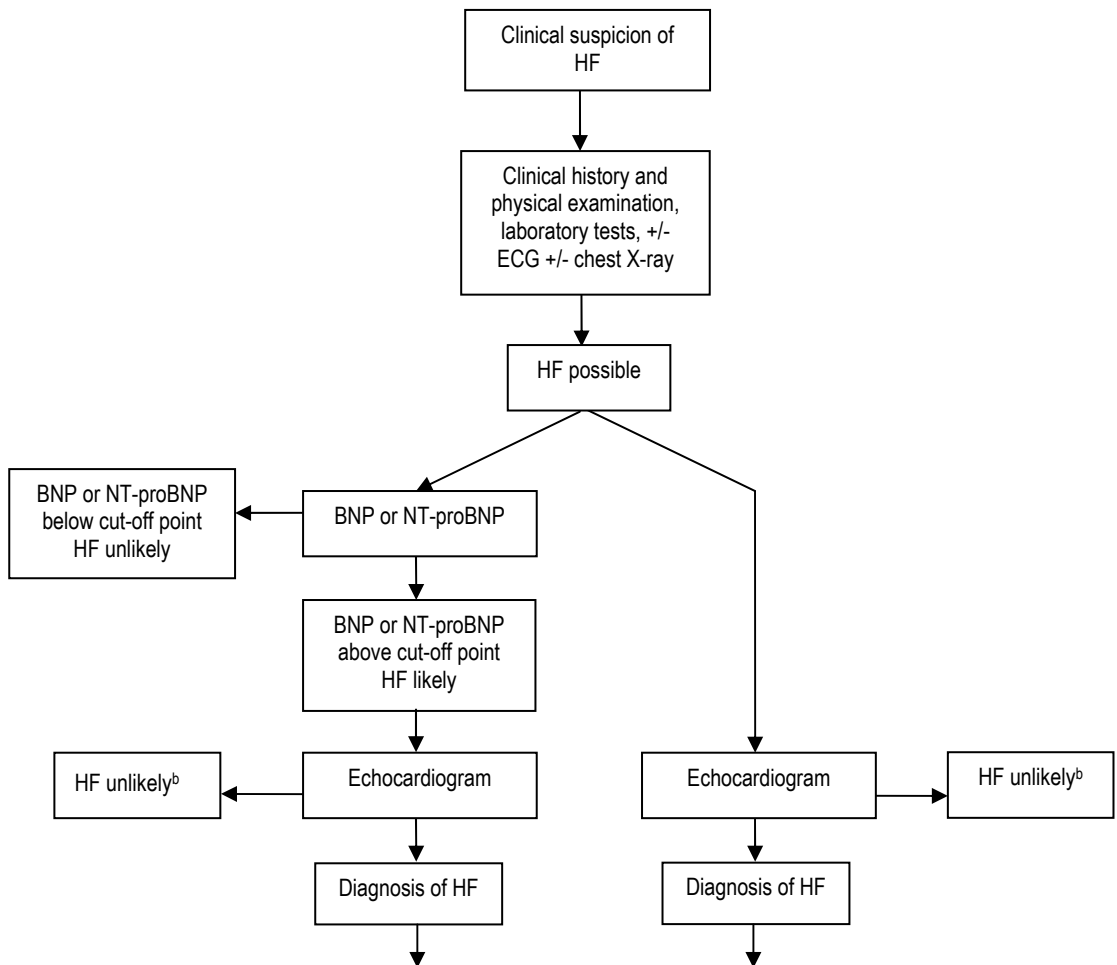 Clinical suspicion of
HF
Clinical history and
physical examination,
laboratory tests, +/-
ECG +/- chest X-ray
HF possible
BNP or NT-proBNP
below cut-off point
HF unlikely
BNP or NT-proBNP
BNP or NT-proBNP
above cut-off point
HF likely
HF unlikelyᵇ
Echocardiogram
Echocardiogram
HF unlikelyᵇ
Diagnosis of HF
Diagnosis of HF